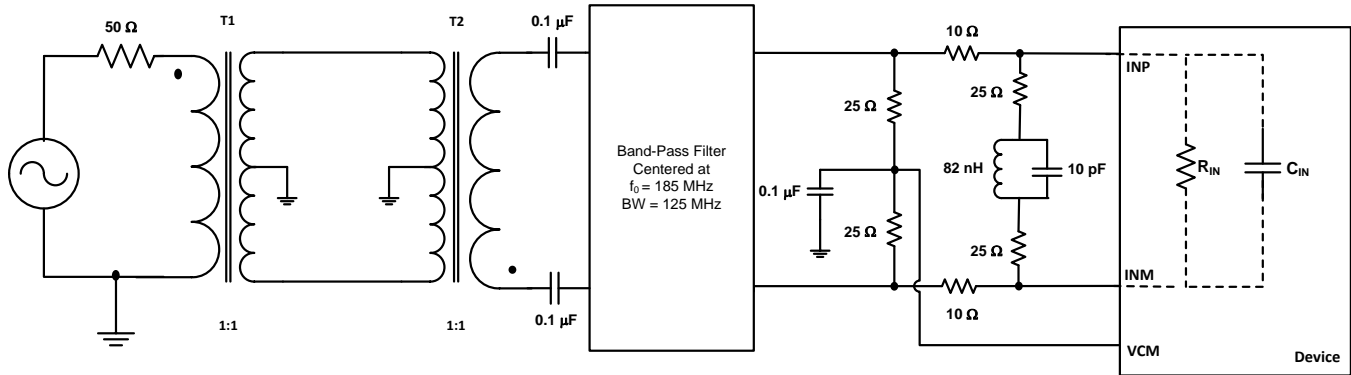 50 Ω
T1
T2
0.1 µF
10 Ω
INP
25 Ω
25 Ω
Band-Pass Filter
Centered at
f0 = 185 MHz
BW = 125 MHz
82 nH
10 pF
RIN
CIN
0.1 µF
25 Ω
25 Ω
INM
0.1 µF
10 Ω
1:1
1:1
VCM
Device